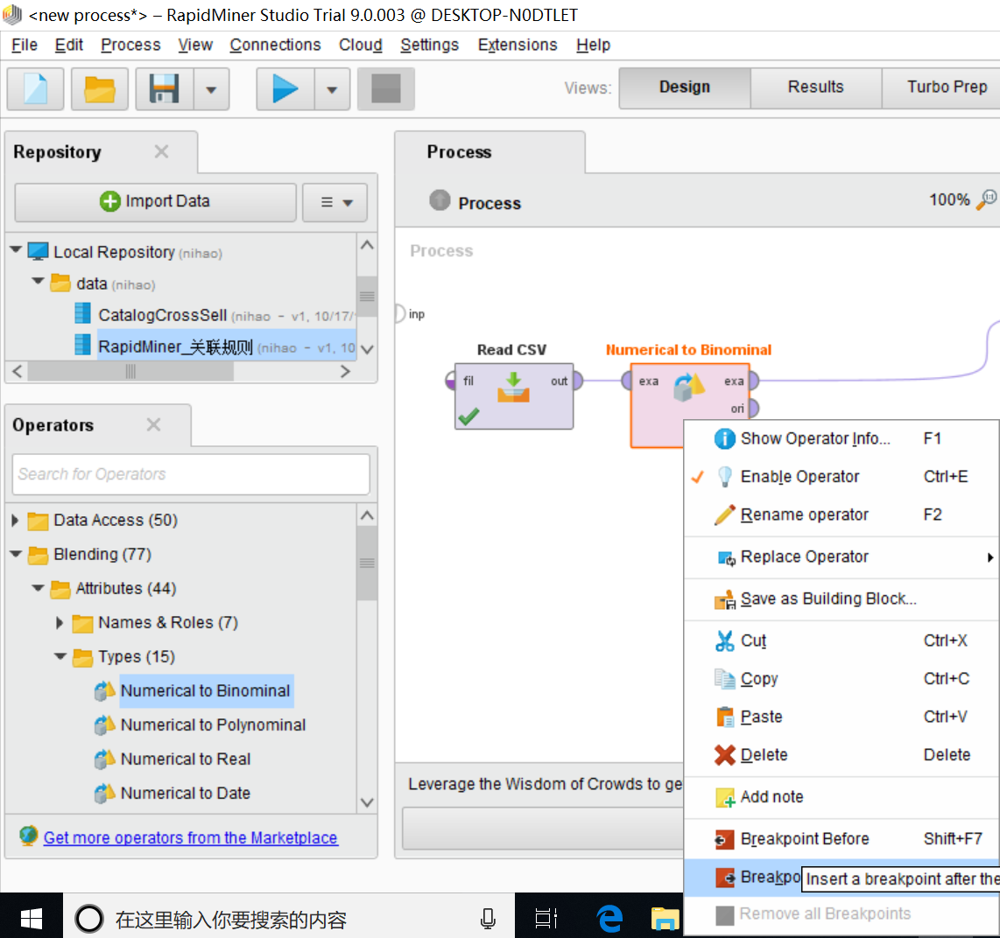 <new process*> – RapidMiner Studio Trial 9.0.003 @ DESKTOP-N0DTLET
File Edit Process View Connections Cloud Settings Extensions Help
Views: Design Results Turbo Prep
Repository
Import Data
Local Repository (nihao)
data (nihao)
CatalogCrossSell (nihao – v1, 10/17/
RapidMiner_关联规则 (nihao – v1, 10
Operators
Search for Operators
Data Access (50)
Blending (77)
Attributes (44)
Names & Roles (7)
Types (15)
Numerical to Binominal
Numerical to Polynominal
Numerical to Real
Numerical to Date
Get more operators from the Marketplace
Process
Process
100%
Process
inp
Read CSV
fil out
Numerical to Binominal
exa exa
ori
Show Operator Info... F1
Enable Operator Ctrl+E
Rename operator F2
Replace Operator
Save as Building Block...
Cut Ctrl+X
Copy Ctrl+C
Paste Ctrl+V
Delete Delete
Add note
Breakpoint Before Shift+F7
Breakpo
Insert a breakpoint after the
Remove all Breakpoints
Leverage the Wisdom of Crowds to ge
在这里输入你要搜索的内容